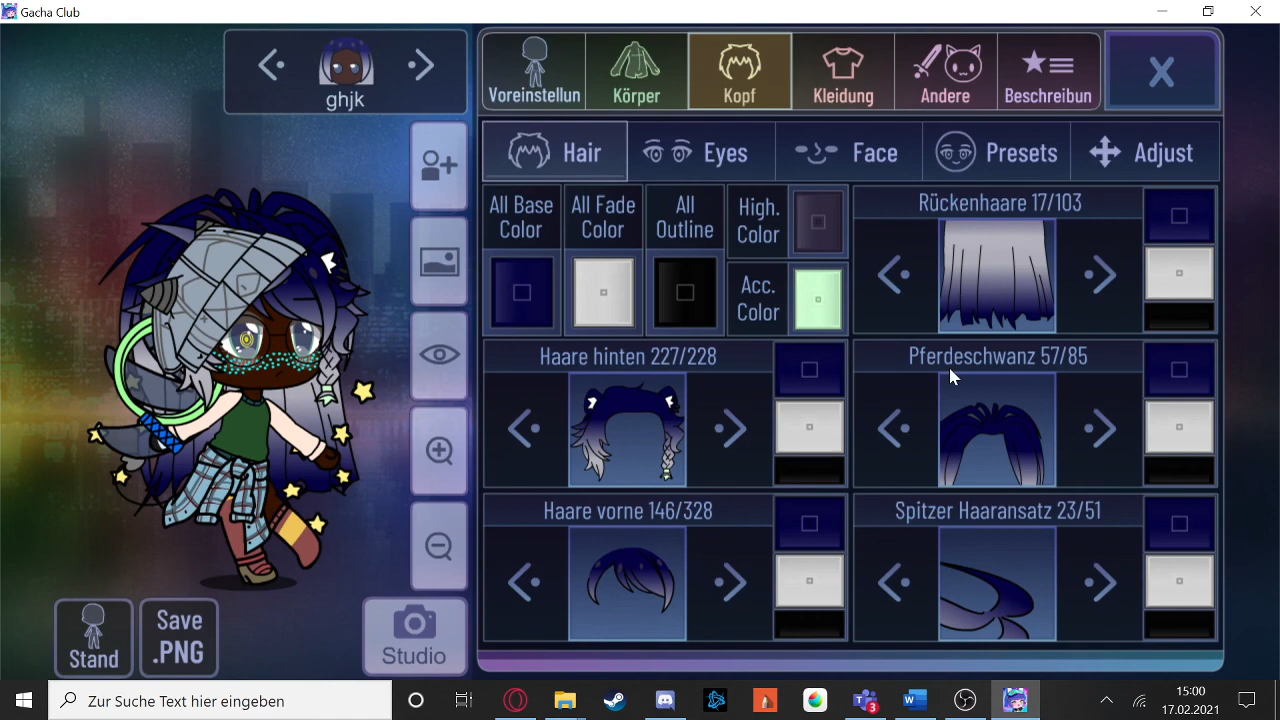 Gacha Club
ghjk
Voreinstellun
Körper
Kopf
Kleidung
Andere
Beschreibun
X
Hair
Eyes
Face
Presets
Adjust
All Base
Color
All Fade
Color
All
Outline
High.
Color
Acc.
Color
Rückenhaare 17/103
Haare hinten 227/228
Pferdeschwanz 57/85
Haare vorne 146/328
Spitzer Haaransatz 23/51
Stand
Save
.PNG
Studio
Zur Suche Text hier eingeben
3
15:00
17.02.2021